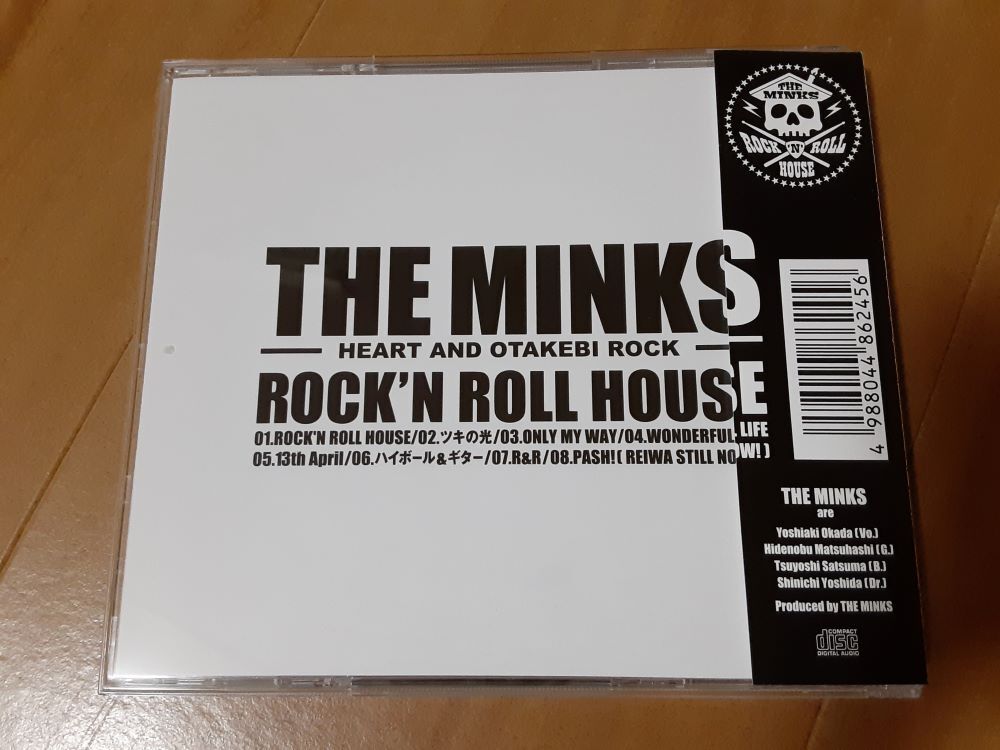 THE
MINKS
ROCK 'N' ROLL
HOUSE
THE MINKS
HEART AND OTAKEBI ROCK
ROCK'N ROLL HOUSE
01.ROCK'N ROLL HOUSE/02.ツキの光/03.ONLY MY WAY/04.WONDERFUL LIFE
05.13th April/06.ハイボール&ギター/07.R&R/08.PASH!( REIWA STILL NOW! )
4 988044 862456
THE MINKS
are
Yoshiaki Okada (Vo.)
Hidenobu Matsuhashi (G.)
Tsuyoshi Satsuma (B.)
Shinichi Yoshida (Dr.)
Produced by THE MINKS
COMPACT
disc
DIGITAL AUDIO